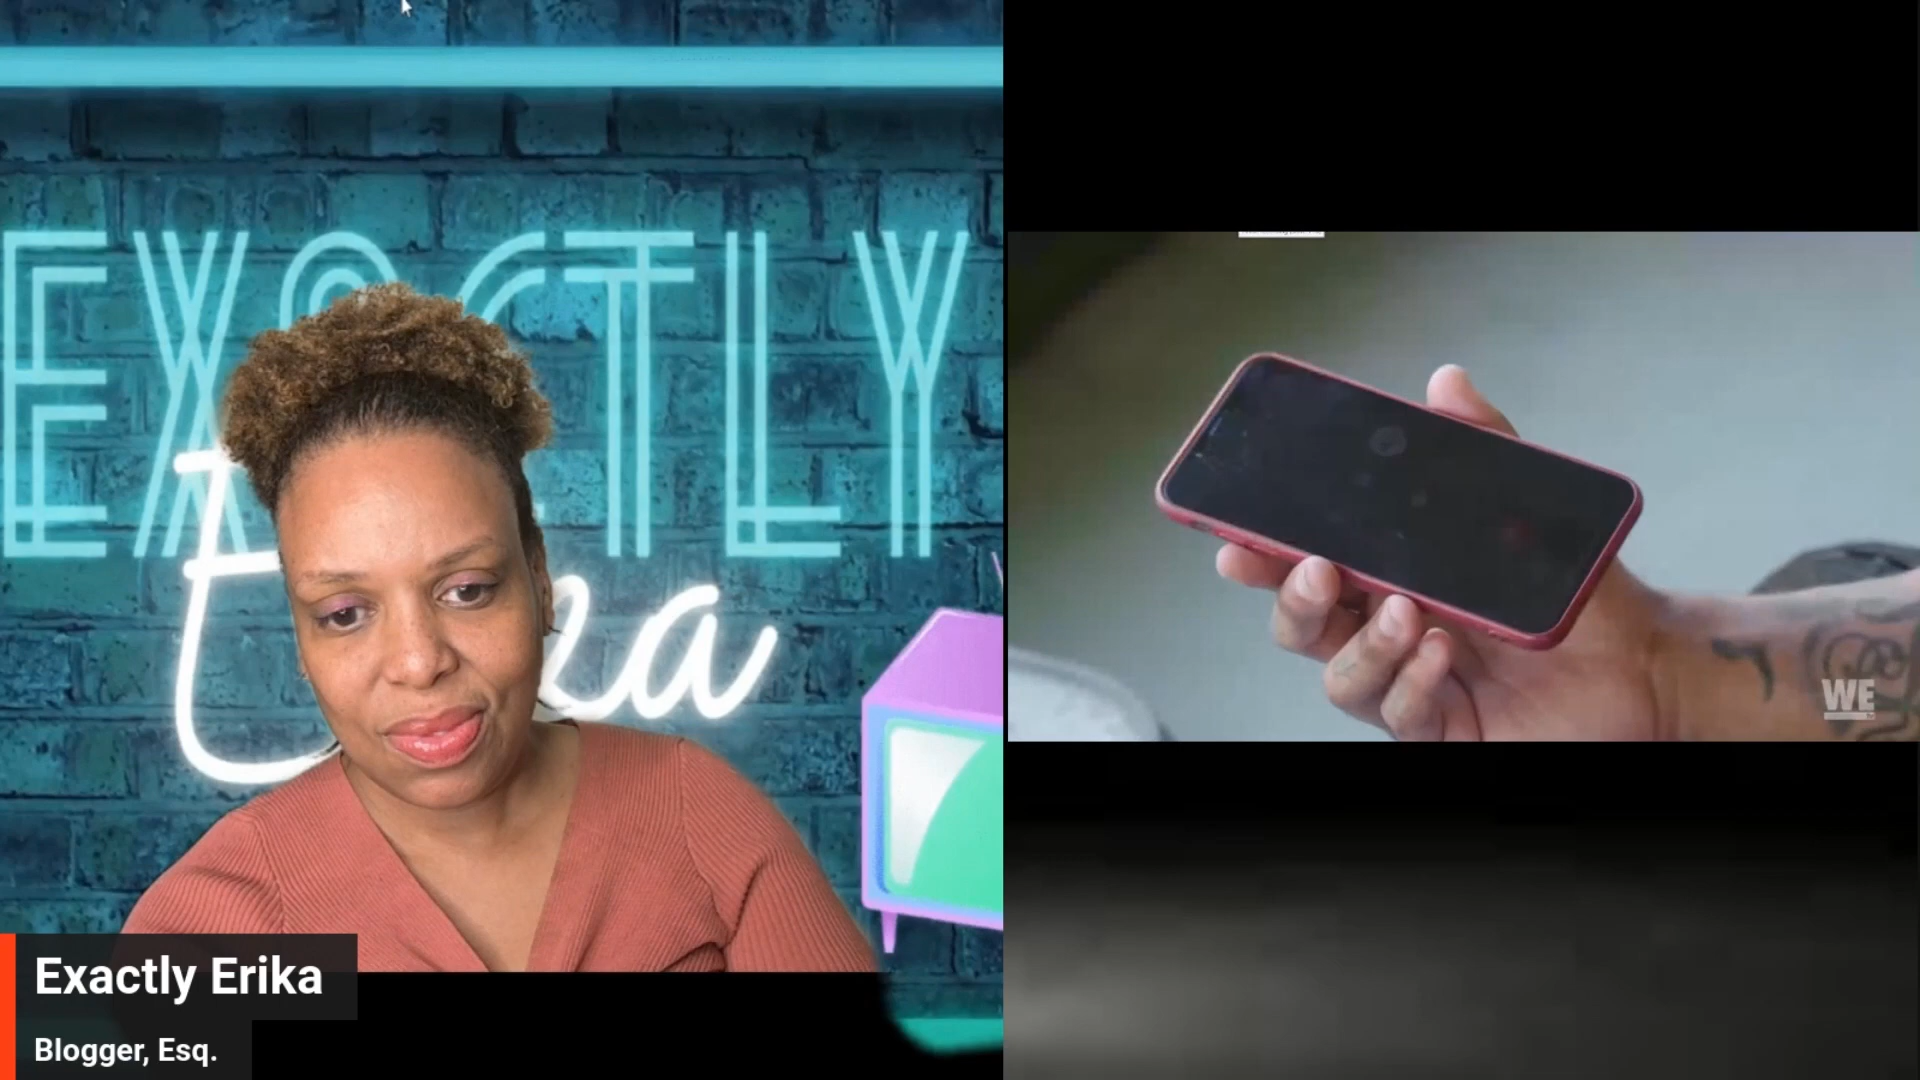 EXACTLY
Erika
WE
Exactly Erika
Blogger, Esq.